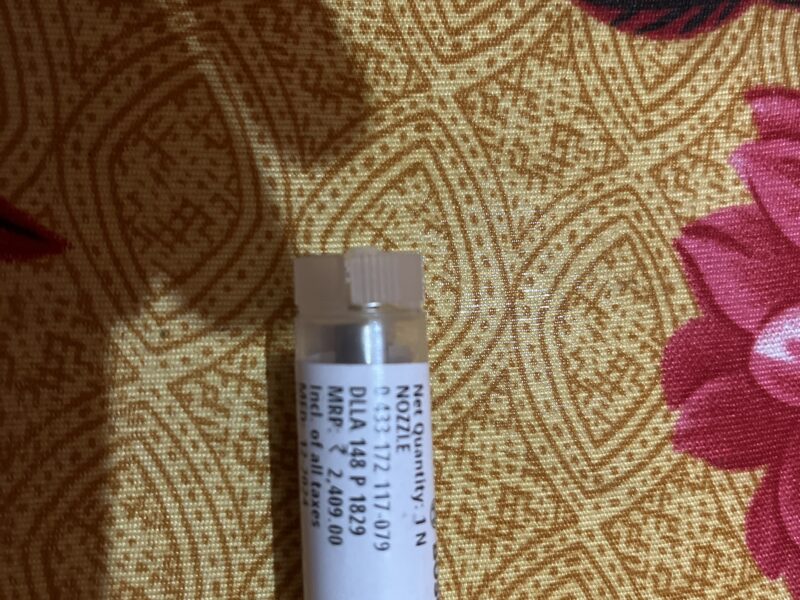 Net Quantity: 1 N
NOZZLE
0 433 172 117-079
DLLA 148 P 1829
MRP: ₹ 2,409.00
Incl. of all taxes